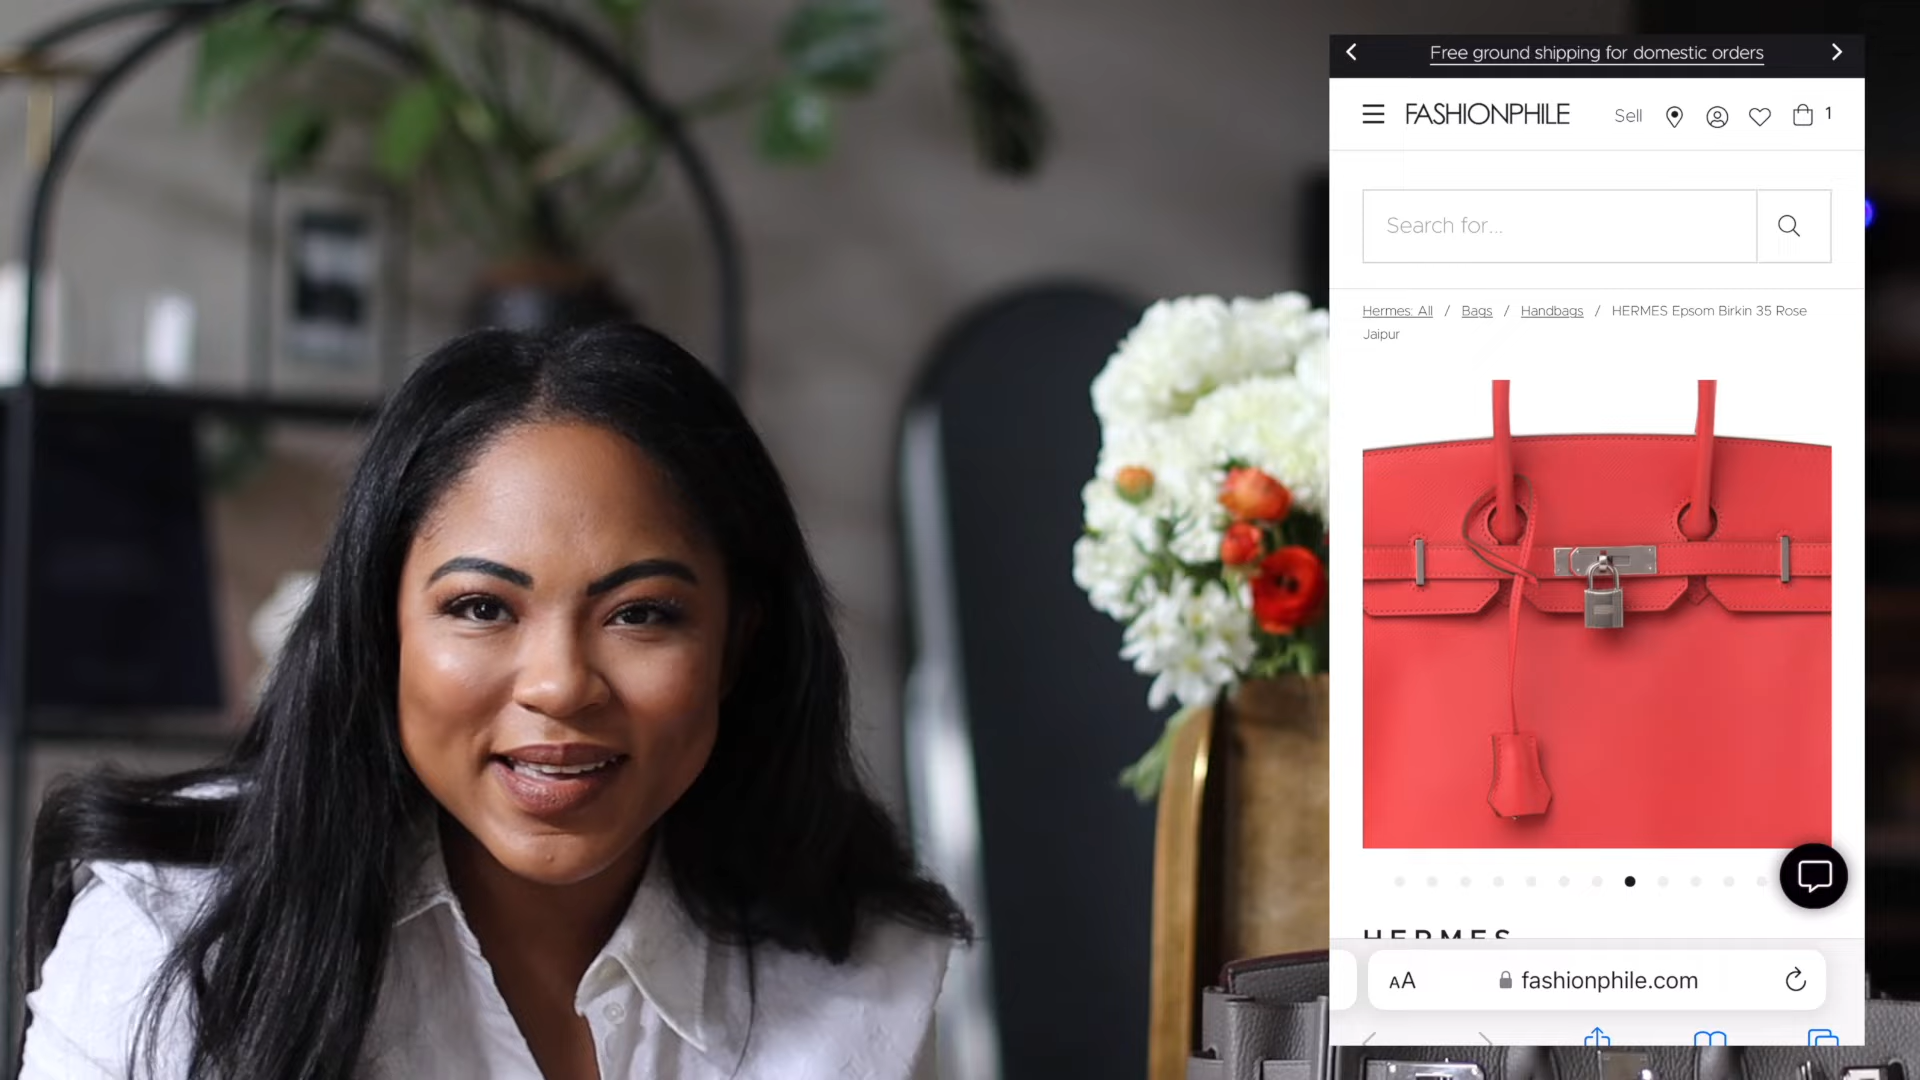 Free ground shipping for domestic orders
FASHIONPHILE Sell 1
Search for...
Hermes: All / Bags / Handbags / HERMES Epsom Birkin 35 Rose
Jaipur
HERMES
AA fashionphile.com